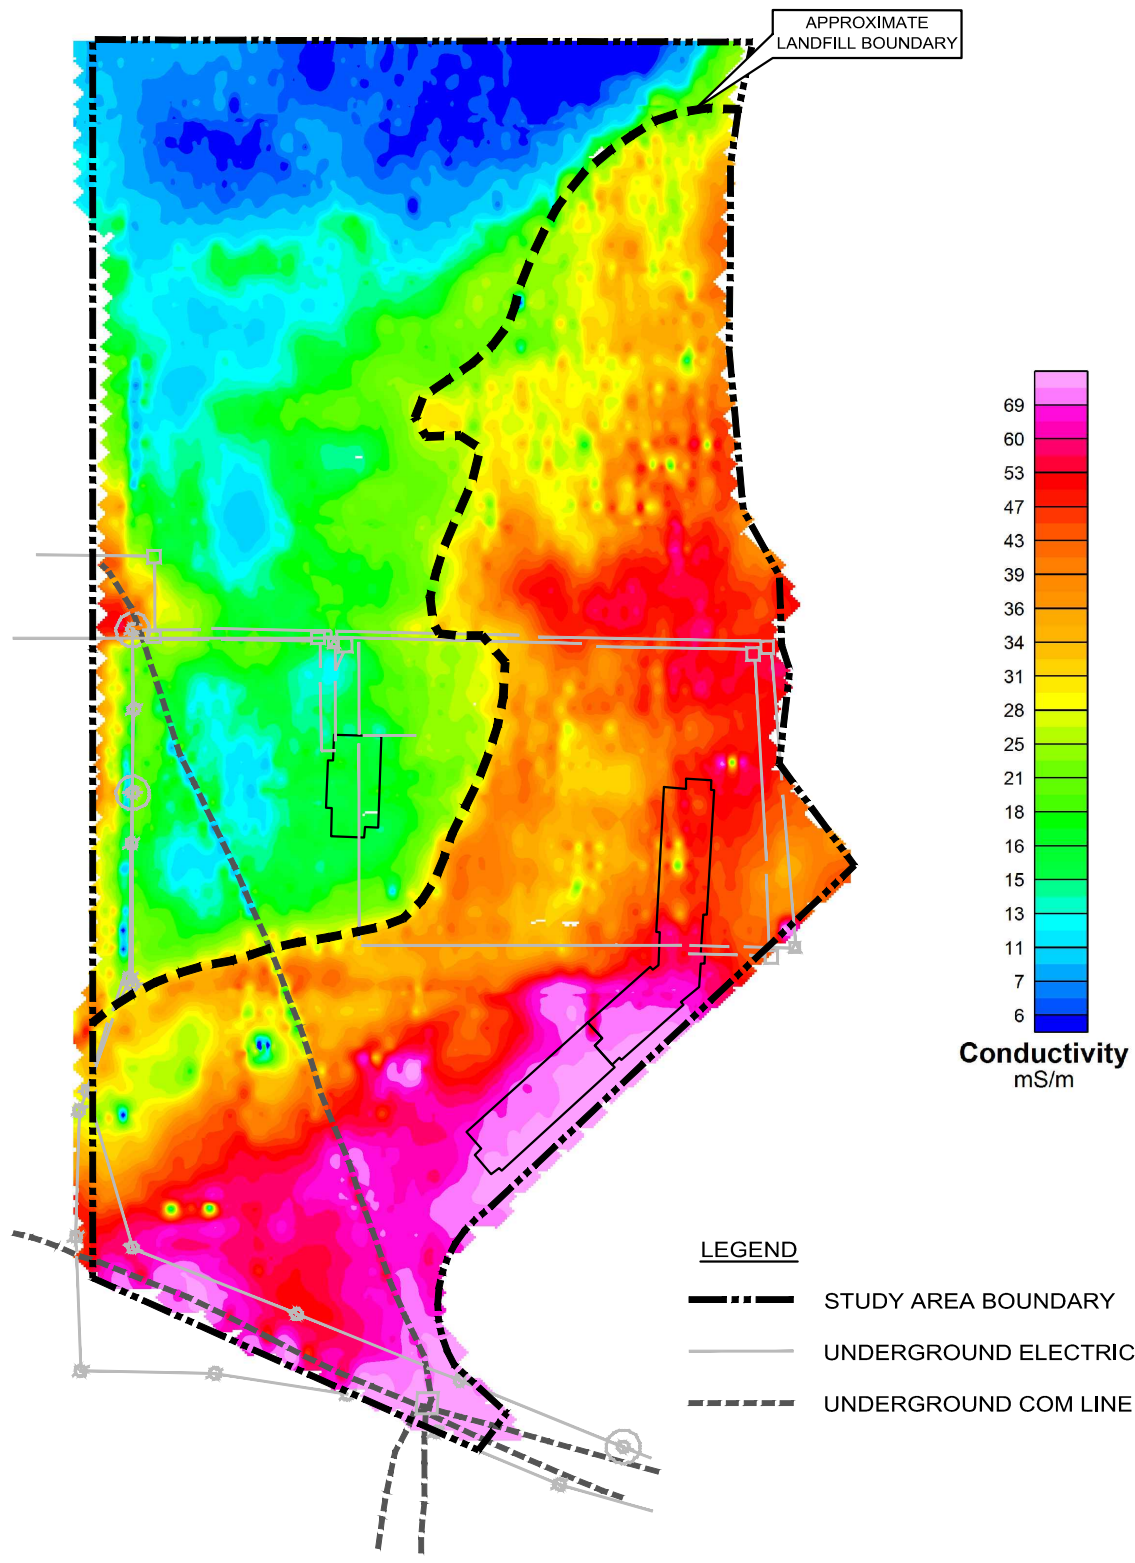 APPROXIMATE
LANDFILL BOUNDARY
69
60
53
47
43
39
36
34
31
28
25
21
18
16
15
13
11
7
6
Conductivity
mS/m
LEGEND
STUDY AREA BOUNDARY
UNDERGROUND ELECTRIC
UNDERGROUND COM LINE